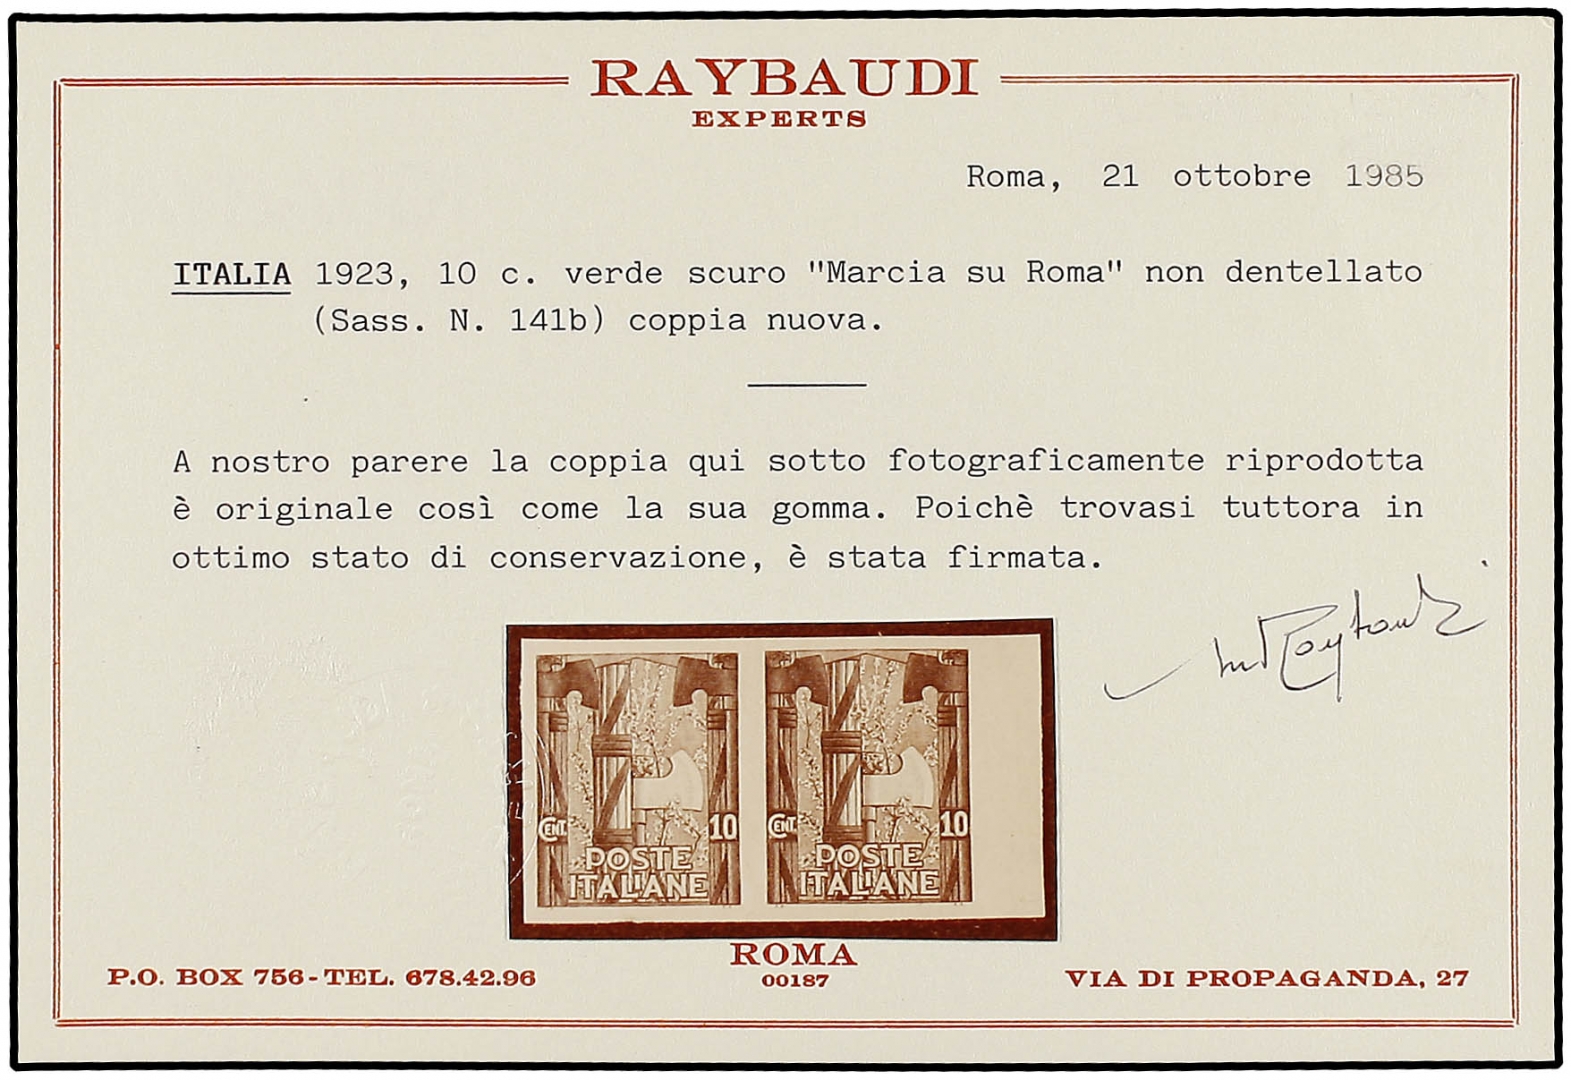 RAYBAUDI
EXPERTS
Roma, 21 ottobre 1985
ITALIA 1923, 10 c. verde scuro "Marcia su Roma" non dentellato
(Sass. N. 141b) coppia nuova.
A nostro parere la coppia qui sotto fotograficamente riprodotta
è originale così come la sua gomma. Poichè trovasi tuttora in
ottimo stato di conservazione, è stata firmata.
CENT. 10 CENT. 10
POSTE POSTE
ITALIANE ITALIANE
ROMA
00187
P.O. BOX 756-TEL. 678.42.96
VIA DI PROPAGANDA, 27